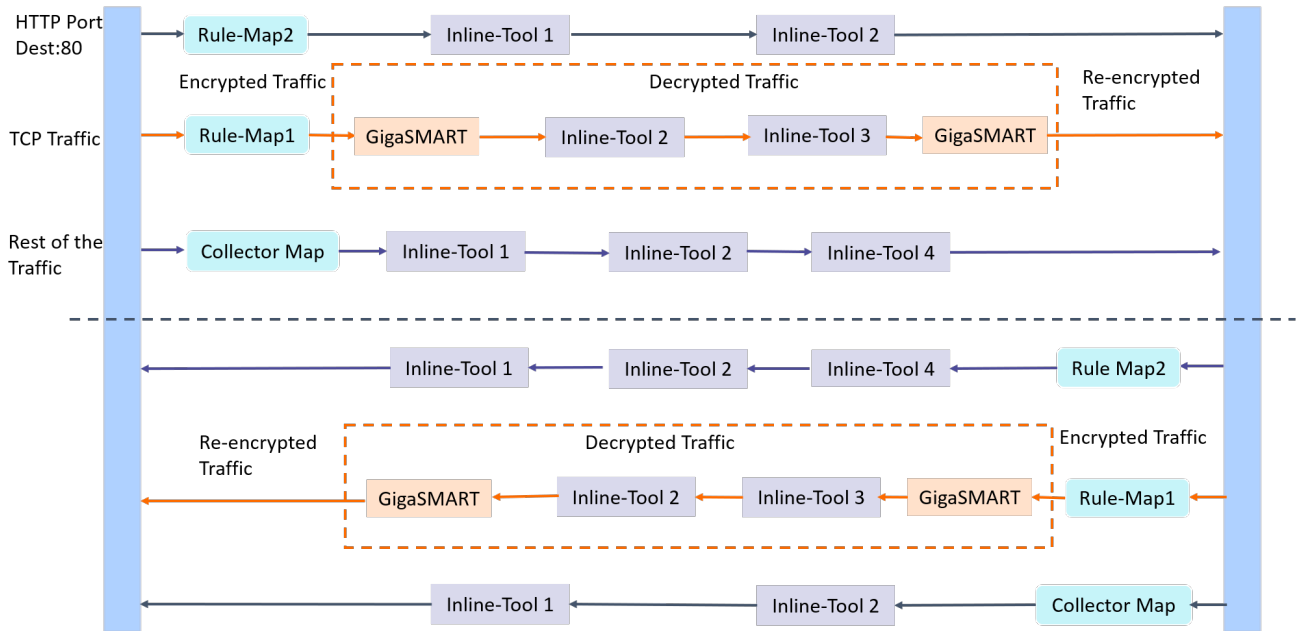 HTTP Port
Dest:80
Rule-Map2
Inline-Tool 1
Inline-Tool 2
Encrypted Traffic
Decrypted Traffic
Re-encrypted
Traffic
TCP Traffic
Rule-Map1
GigaSMART
Inline-Tool 2
Inline-Tool 3
GigaSMART
Rest of the
Traffic
Collector Map
Inline-Tool 1
Inline-Tool 2
Inline-Tool 4
Inline-Tool 1
Inline-Tool 2
Inline-Tool 4
Rule Map2
Re-encrypted
Traffic
Decrypted Traffic
Encrypted Traffic
GigaSMART
Inline-Tool 2
Inline-Tool 3
GigaSMART
Rule-Map1
Inline-Tool 1
Inline-Tool 2
Collector Map